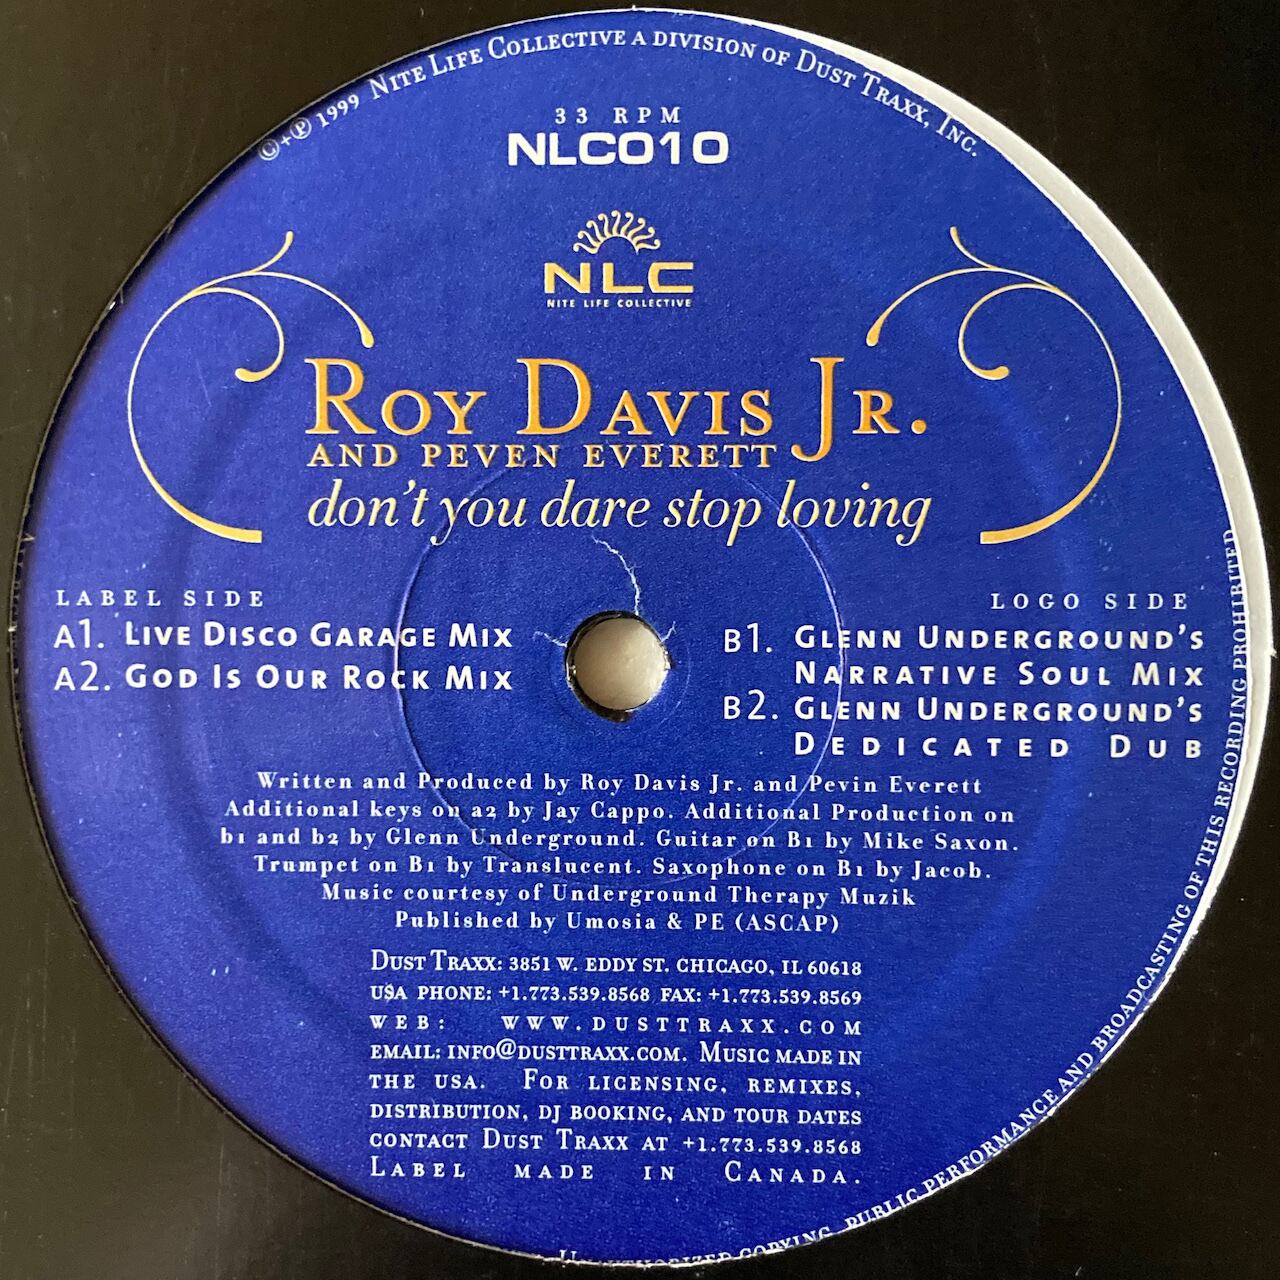 ©+℗ 1999 Nite Life Collective a division of Dust Traxx, Inc.
33 RPM
NLC010
NLC
NITE LIFE COLLECTIVE
Roy Davis Jr.
AND PEVEN EVERETT
don't you dare stop loving
LABEL SIDE
A1. Live Disco Garage Mix
A2. God Is Our Rock Mix
LOGO SIDE
B1. Glenn Underground's
Narrative Soul Mix
B2. Glenn Underground's
Dedicated Dub
Written and Produced by Roy Davis Jr. and Pevin Everett
Additional keys on a2 by Jay Cappo. Additional Production on
b1 and b2 by Glenn Underground. Guitar on B1 by Mike Saxon.
Trumpet on B1 by Translucent. Saxophone on B1 by Jacob.
Music courtesy of Underground Therapy Muzik
Published by Umosia & PE (ASCAP)
Dust Traxx: 3851 W. EDDY ST. CHICAGO, IL 60618
USA PHONE: +1.773.539.8568 FAX: +1.773.539.8569
WEB: WWW.DUSTTRAXX.COM
EMAIL: INFO@DUSTTRAXX.COM. Music made in
the USA. For licensing, remixes,
distribution, DJ booking, and tour dates
contact Dust Traxx at +1.773.539.8568
Label made in Canada.
Unauthorized copying, public performance and broadcasting of this recording prohibited